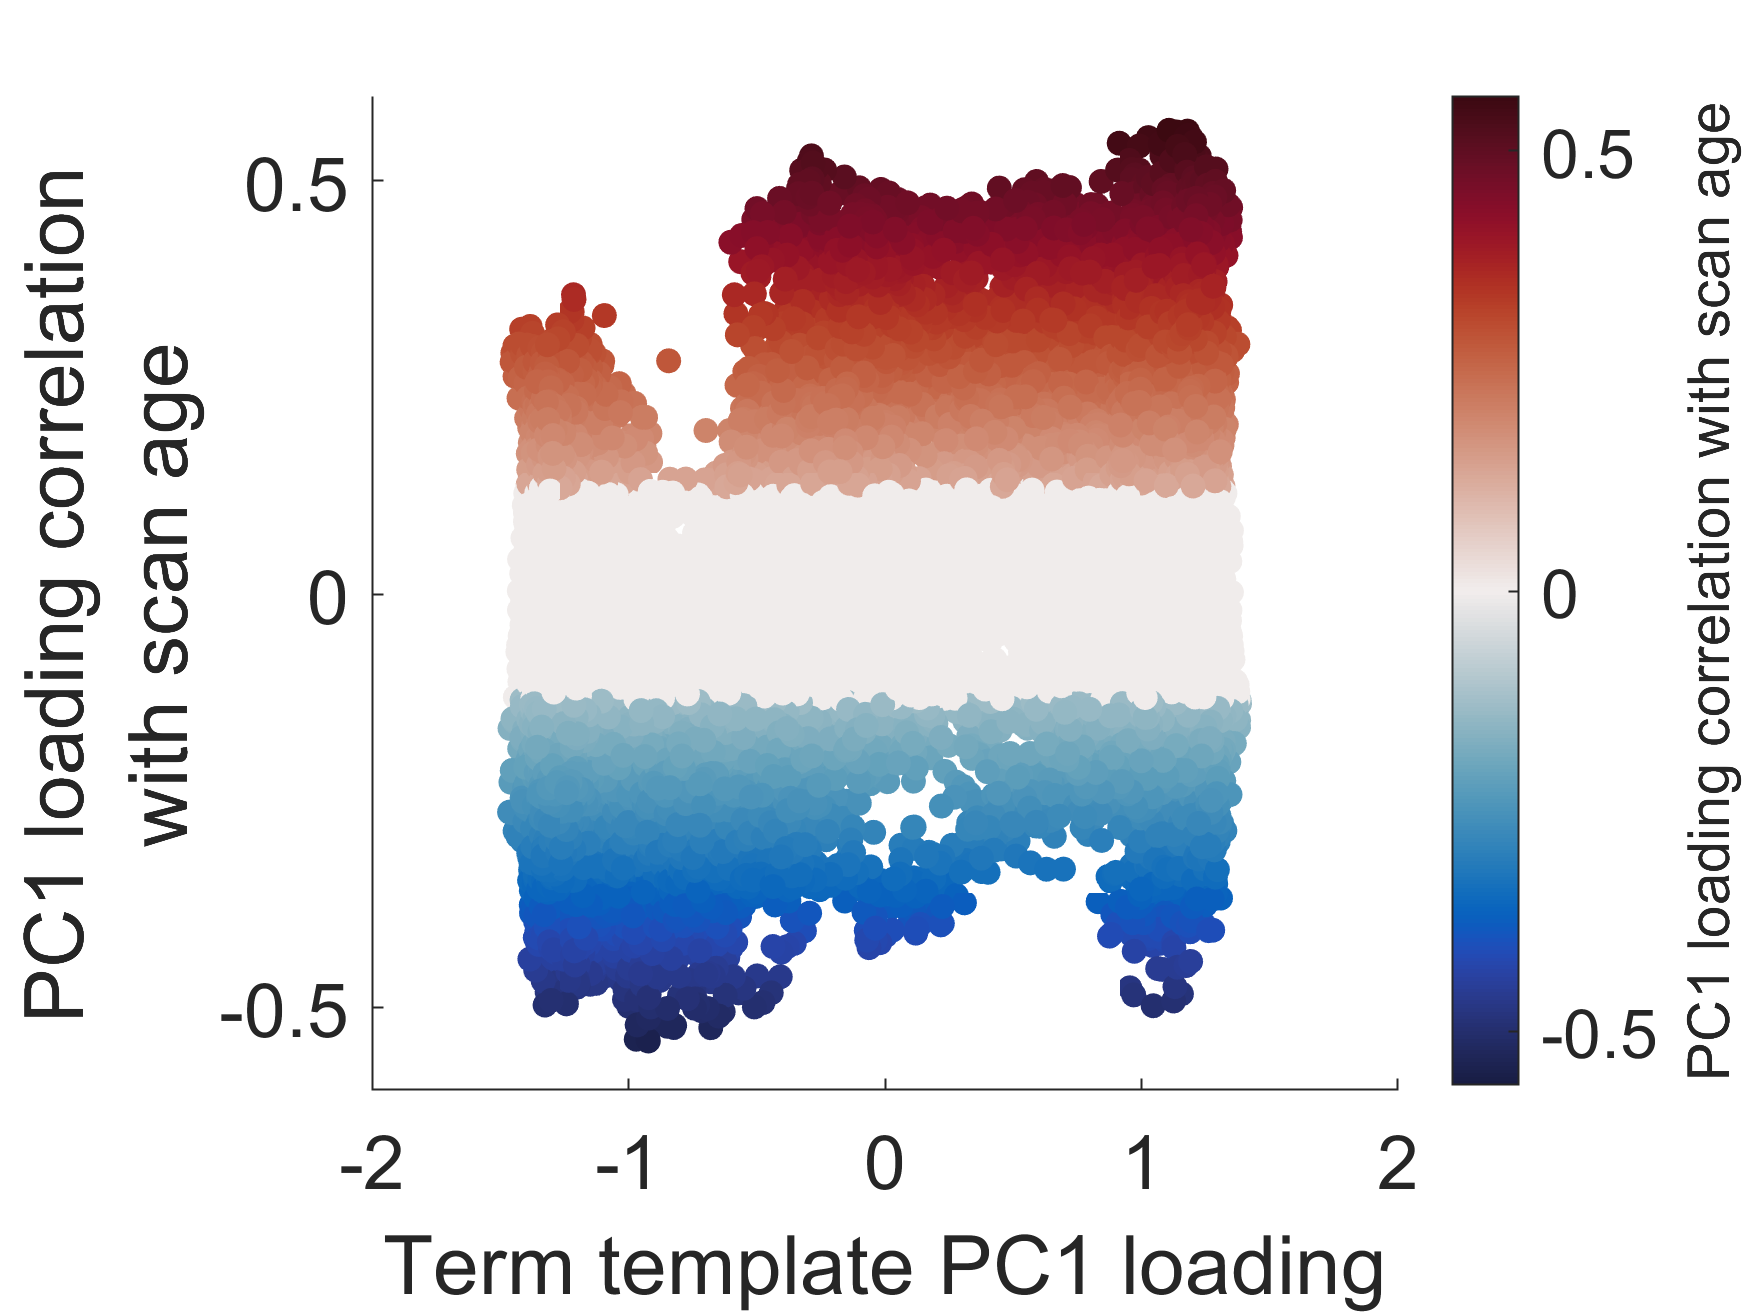 PC1 loading correlation
with scan age
0.5
0
-0.5
-2
-1
0
1
2
Term template PC1 loading
0.5
0
-0.5
PC1 loading correlation with scan age